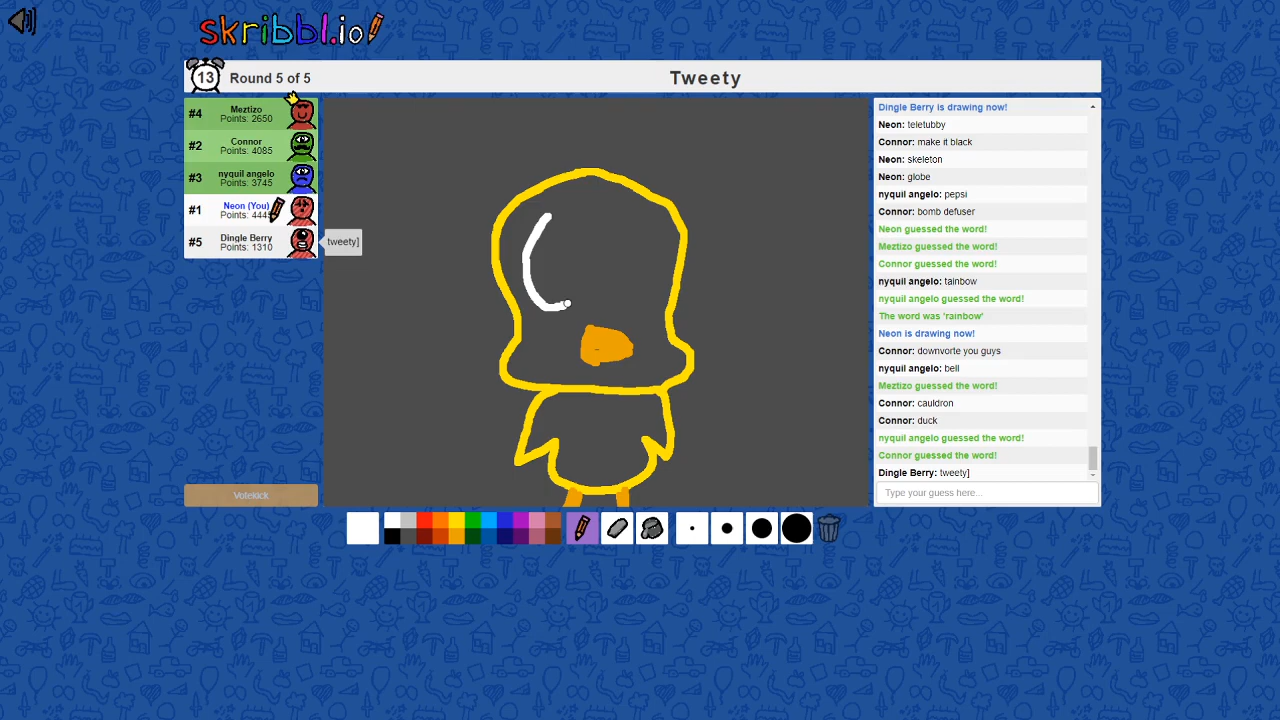 skribbl.io
13
Round 5 of 5
Tweety
#4
Meztizo
Points: 2650
#2
Connor
Points: 4085
#3
nyquil angelo
Points: 3745
#1
Neon (You)
Points: 4445
#5
Dingle Berry
Points: 1310
tweety]
Votekick
Dingle Berry is drawing now!
Neon: teletubby
Connor: make it black
Neon: skeleton
Neon: globe
nyquil angelo: pepsi
Connor: bomb defuser
Neon guessed the word!
Meztizo guessed the word!
Connor guessed the word!
nyquil angelo: tainbow
nyquil angelo guessed the word!
The word was 'rainbow'
Neon is drawing now!
Connor: downvorte you guys
nyquil angelo: bell
Meztizo guessed the word!
Connor: cauldron
Connor: duck
nyquil angelo guessed the word!
Connor guessed the word!
Dingle Berry: tweety]
Type your guess here...